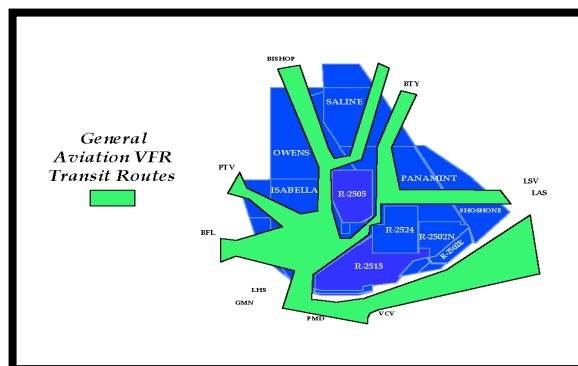 BISHOP
BTY
SALINE
General
Aviation VFR
Transit Routes
OWENS
PTV
ISABELLA
R-2505
PANAMINT
LSV
LAS
SHOSHONE
BFL
R-2524
R-2502N
R-2502E
R-2515
LHS
GMN
PMD
VCV